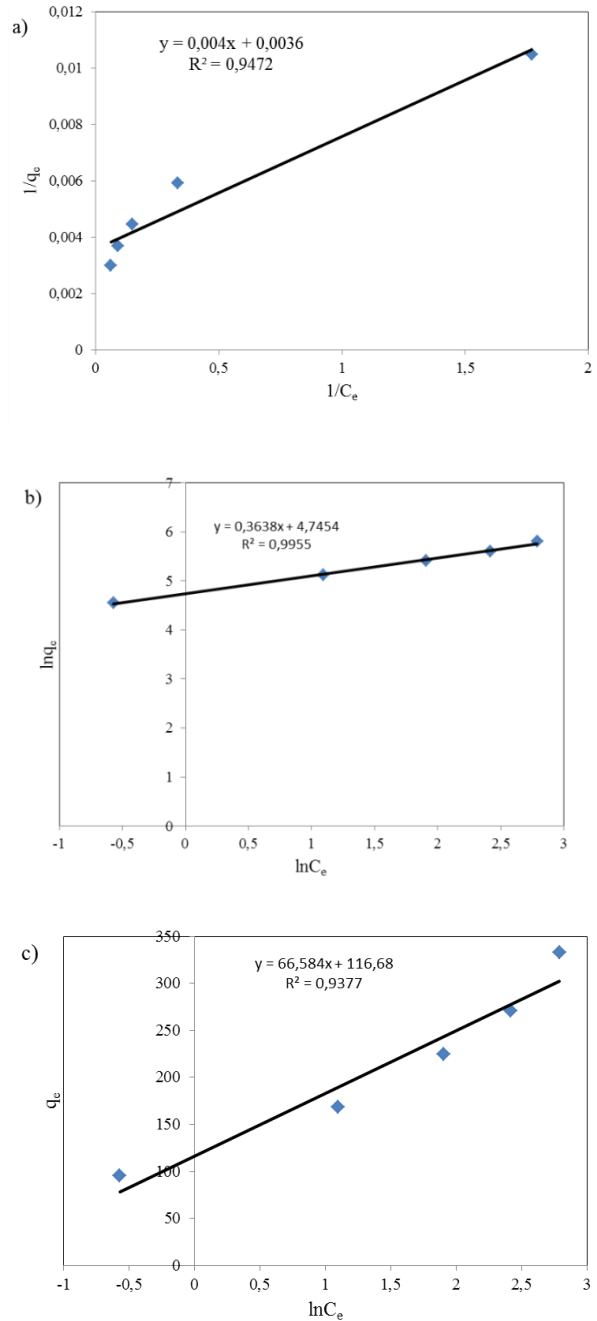 a)
0,012
0,01
0,008
0,006
0,004
0,002
0
y = 0,004x + 0,0036
R² = 0,9472
1/qₑ
0 0,5 1 1,5 2
1/Cₑ
b)
7
6
5
4
3
2
1
0
y = 0,3638x + 4,7454
R² = 0,9955
lnqₑ
-1 -0,5 0 0,5 1 1,5 2 2,5 3
lnCₑ
c)
350
300
250
200
150
100
50
0
y = 66,584x + 116,68
R² = 0,9377
qₑ
-1 -0,5 0 0,5 1 1,5 2 2,5 3
lnCₑ